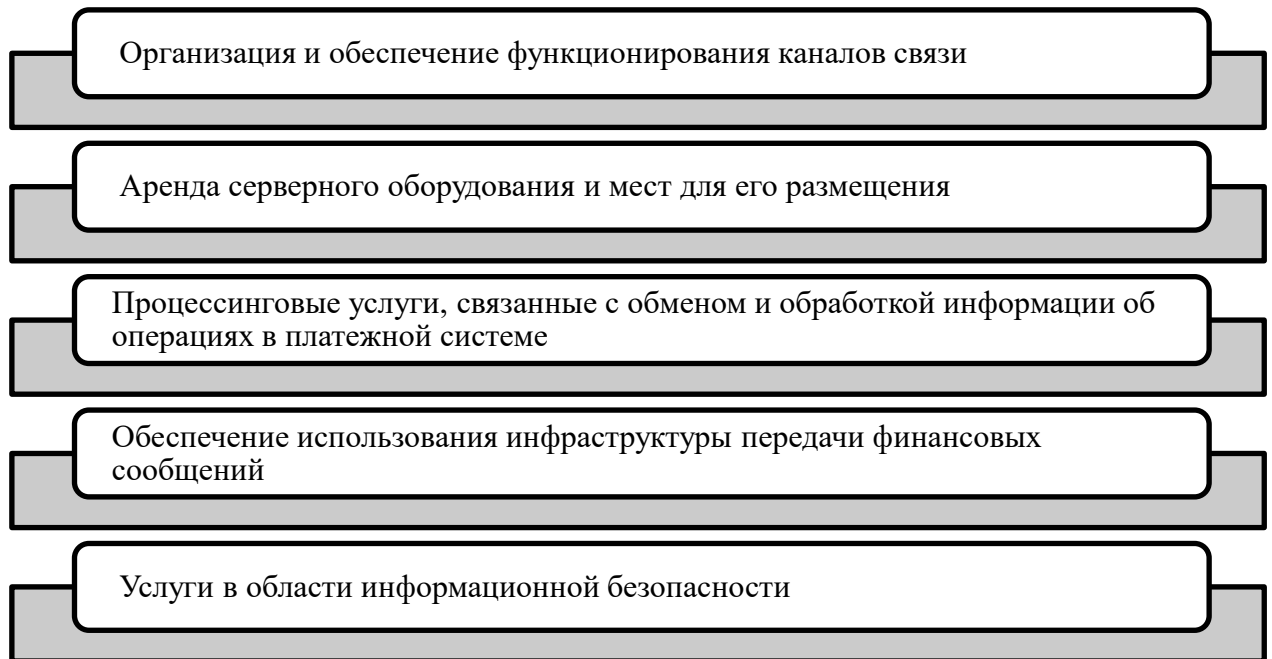 Организация и обеспечение функционирования каналов связи
Аренда серверного оборудования и мест для его размещения
Процессинговые услуги, связанные с обменом и обработкой информации об
операциях в платежной системе
Обеспечение использования инфраструктуры передачи финансовых
сообщений
Услуги в области информационной безопасности